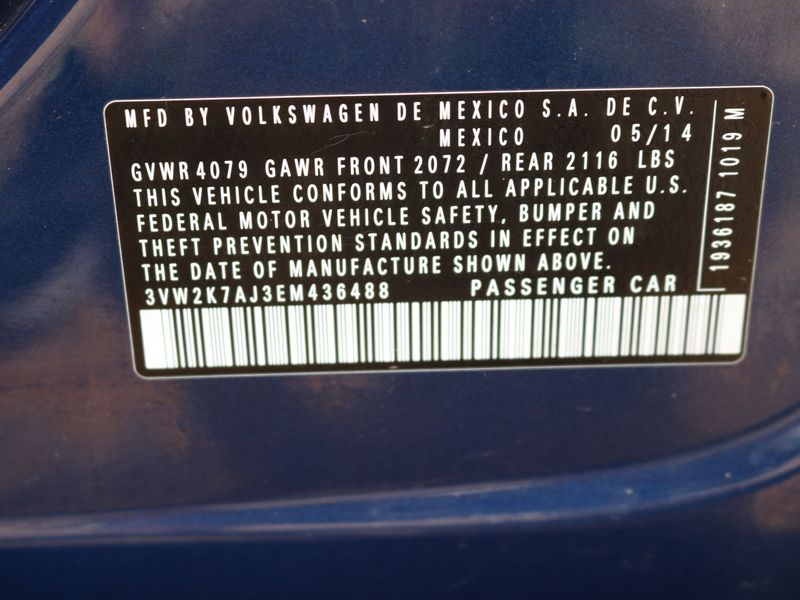 MFD BY VOLKSWAGEN DE MEXICO S.A. DE C.V.
MEXICO 05/14
GVWR 4079 GAWR FRONT 2072 / REAR 2116 LBS
THIS VEHICLE CONFORMS TO ALL APPLICABLE U.S.
FEDERAL MOTOR VEHICLE SAFETY, BUMPER AND
THEFT PREVENTION STANDARDS IN EFFECT ON
THE DATE OF MANUFACTURE SHOWN ABOVE.
3VW2K7AJ3EM436488 PASSENGER CAR
1936187 1019 M